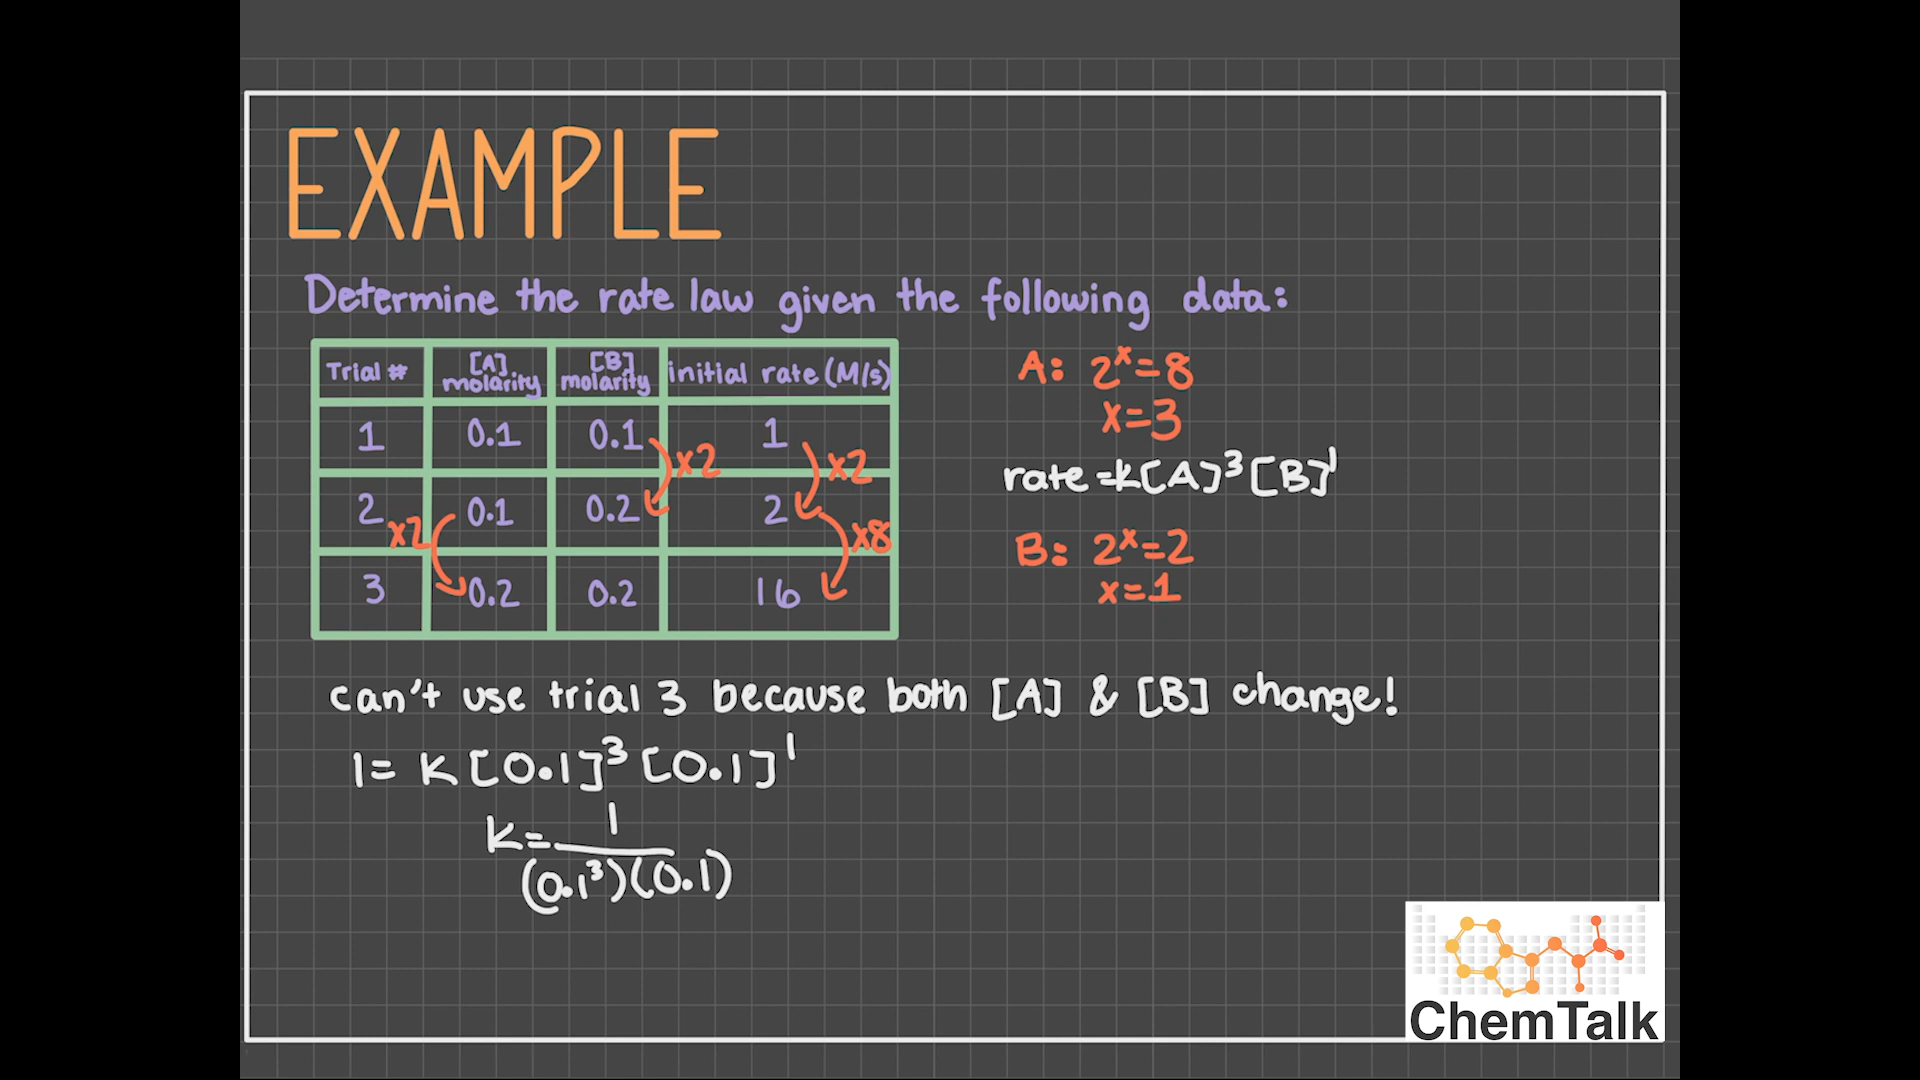 EXAMPLE
Determine the rate law given the following data:
Trial # [A] molarity [B] molarity initial rate (M/s)
1 0.1 0.1 1
x2 x2
2 0.1 0.2 2
x2 x8
3 0.2 0.2 16
A: 2^x=8
x=3
rate=k[A]³[B]¹
B: 2^x=2
x=1
can't use trial 3 because both [A] & [B] change!
1= k[0.1]³[0.1]¹
k=1/(0.1³)(0.1)
ChemTalk